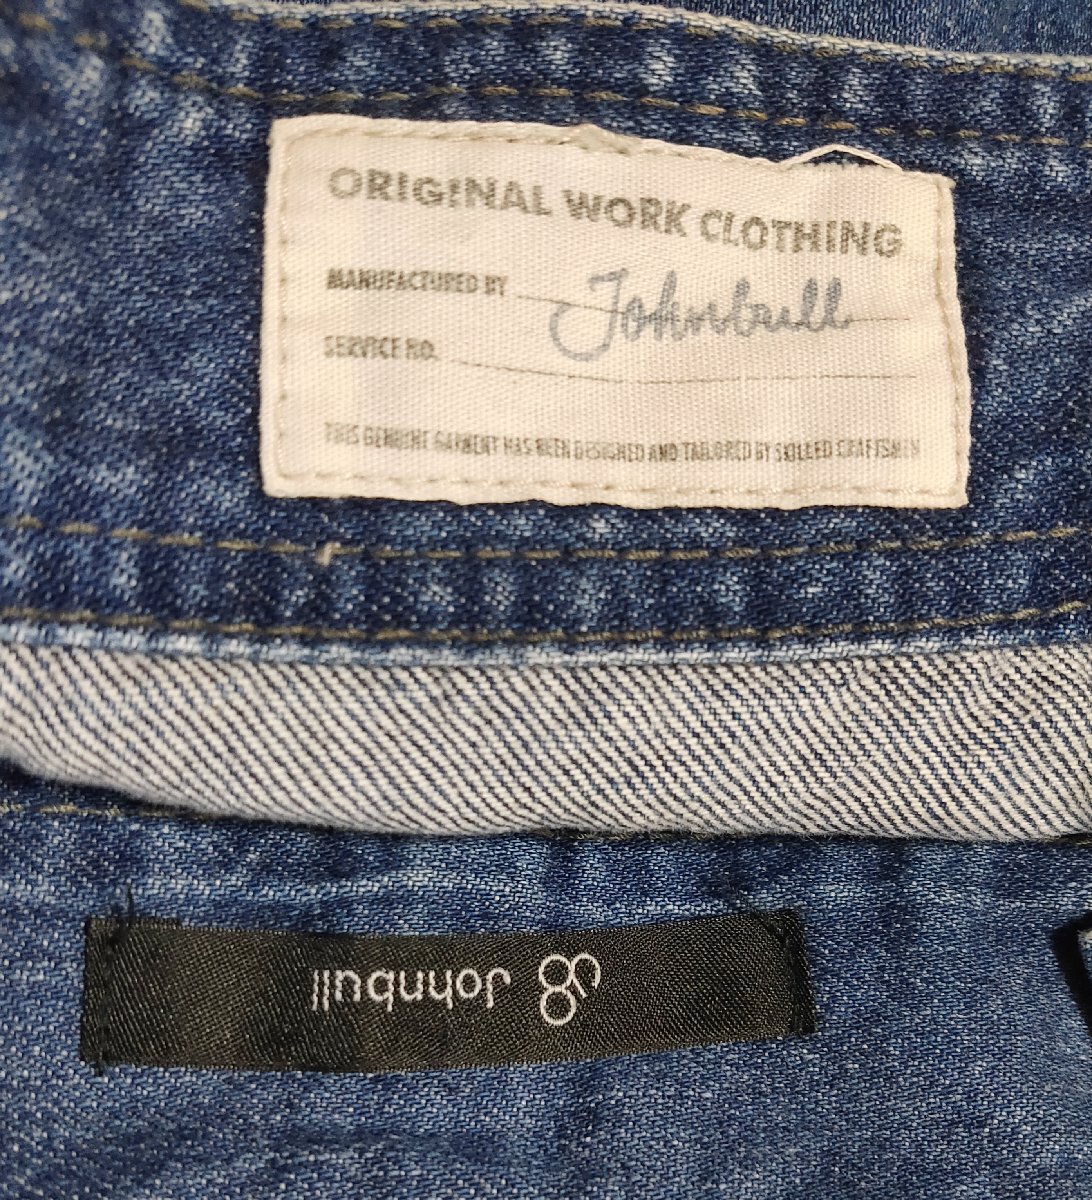 ORIGINAL WORK CLOTHING
MANUFACTURED BY Johnbull
SERVICE NO.
THIS GENUINE GARMENT HAS BEEN DESIGNED AND TAILORED BY SKILLED CRAFTSMEN
Johnbull